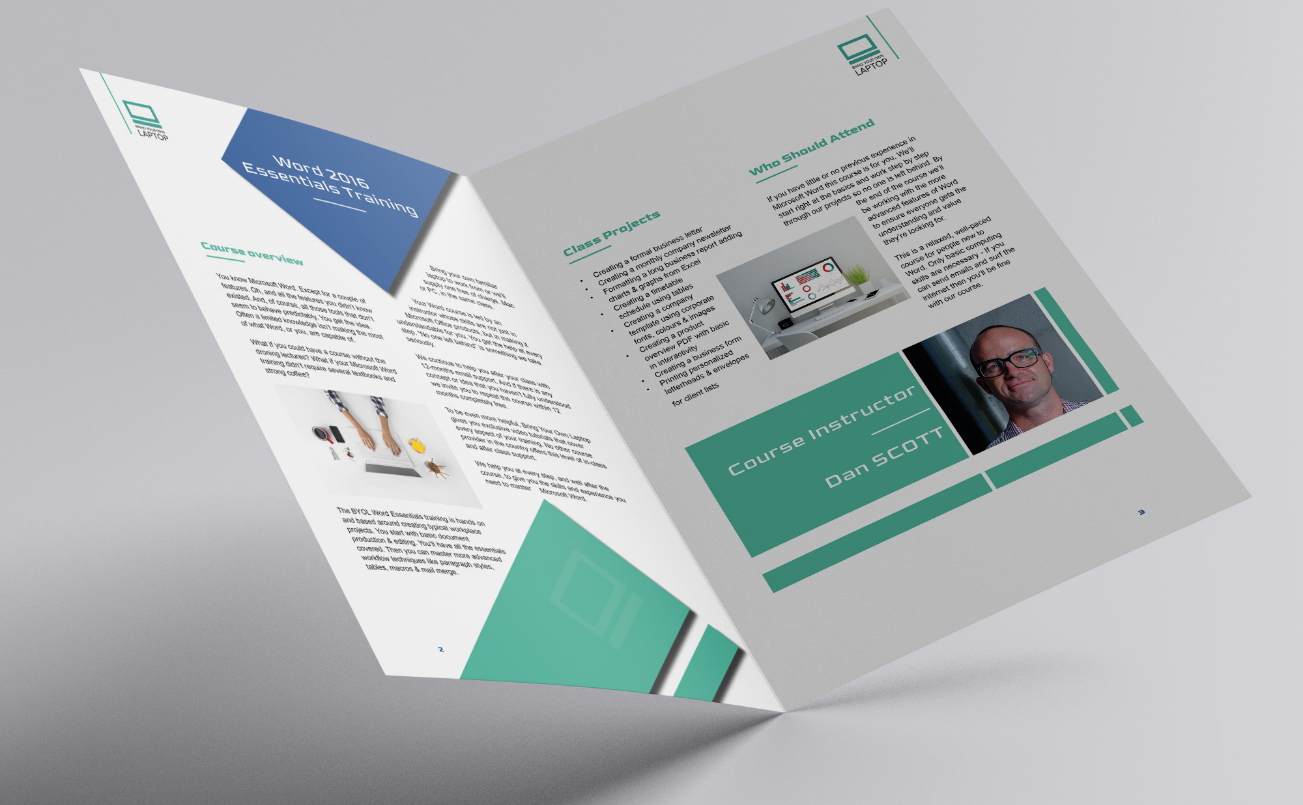 BRING YOUR OWN
LAPTOP
Word 2016
Essentials Training
Course overview
You know Microsoft Word. Except for a couple of
features. Oh, and all the features you didn't know
existed. And, of course, all those tools that don't
seem to behave predictably. You get the idea.
Often a limited knowledge isn't making the most
of what Word, or you, are capable of.
What if you could have a course without the
droning lectures? What if your Microsoft Word
training didn't require several textbooks and
strong coffee?
The BYOL Word Essentials training is hands on
and based around creating typical workplace
projects. You start with basic document
production & editing. You'll have all the essentials
covered. Then you can master more advanced
workflow techniques like paragraph styles,
tables, macros & mail merge.
Bring your own familiar
laptop to work from or we'll
supply one free of charge. Mac
or PC, in the same class.
Your Word course is led by an
instructor whose skills are not just in
Microsoft Office products, but in making it
understandable for you. You get the help at every
step. "No one left behind" is something we take
seriously.
We continue to help you after your class with
12-months email support. And if there is any
concept or idea that you haven't fully understood
we invite you to repeat the course within 12
months completely free.
To be even more helpful, Bring Your Own Laptop
gives you exclusive video tutorials that cover
every aspect of your training. No other course
provider in the country offers this level of in-class
and after class support.
We help you at every step, and well after the
course, to give you the skills and experience you
need to master Microsoft Word.
2
BRING YOUR OWN
LAPTOP
Class Projects
• Creating a formal business letter
• Creating a monthly company newsletter
• Formatting a long business report adding
charts & graphs from Excel
• Creating a timetable
schedule using tables
• Creating a company
template using corporate
fonts, colours & images
• Creating a product
overview PDF with basic
in interactivity
• Creating a business form
• Printing personalized
letterheads & envelopes
for client lists
Who Should Attend
If you have little or no previous experience in
Microsoft Word this course is for you. We'll
start right at the basics and work step by step
through our projects so no one is left behind. By
the end of the course we'll
be working with the more
advanced features of Word
to ensure everyone gets the
understanding and value
they're looking for.
This is a relaxed, well-paced
course for people new to
Word. Only basic computing
skills are necessary - If you
can send emails and surf the
internet then you'll be fine
with our course.
Course Instructor
Dan SCOTT
3